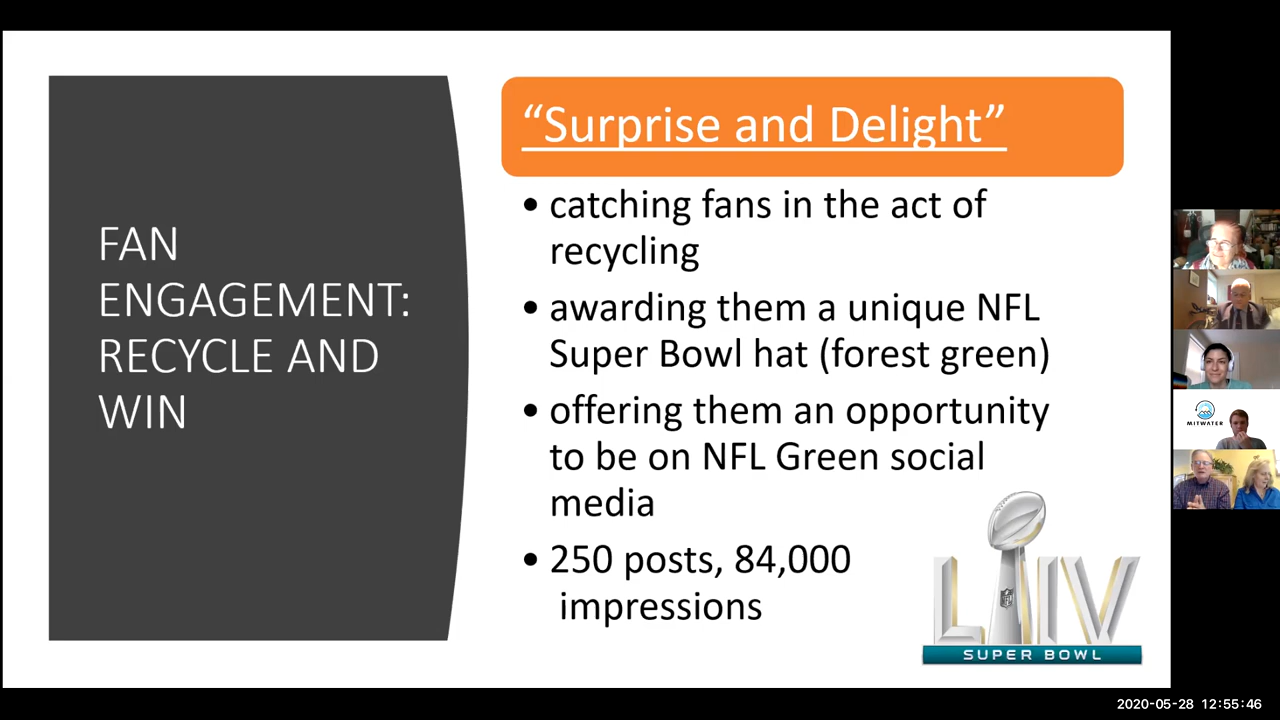 FAN
ENGAGEMENT:
RECYCLE AND
WIN
“Surprise and Delight”
• catching fans in the act of
recycling
• awarding them a unique NFL
Super Bowl hat (forest green)
• offering them an opportunity
to be on NFL Green social
media
• 250 posts, 84,000
impressions
LIV
NFL
SUPER BOWL
MITWATER
2020-05-28 12:55:46